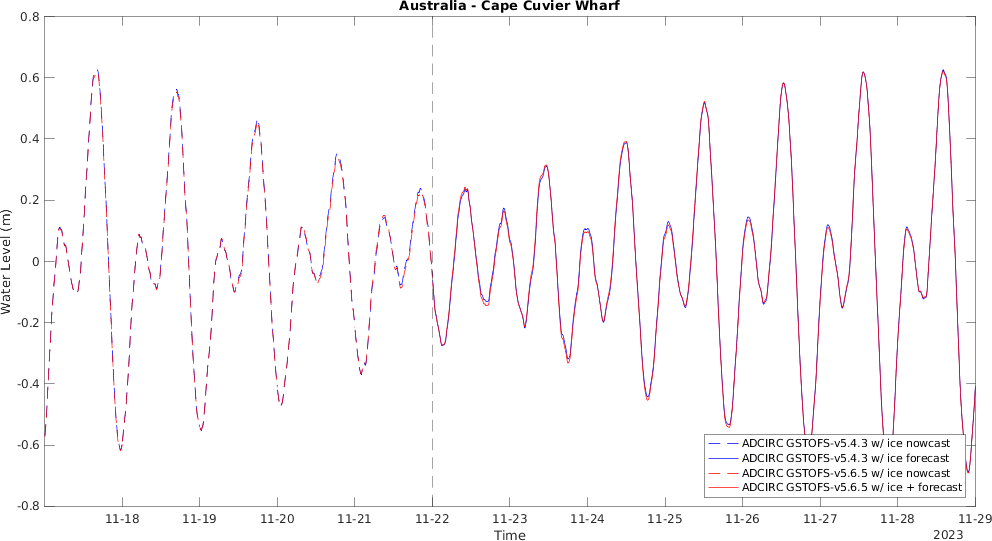 Australia - Cape Cuvier Wharf
0.8
0.6
0.4
0.2
0
-0.2
-0.4
-0.6
-0.8
Water Level (m)
ADCIRC GSTOFS-v5.4.3 w/ ice nowcast
ADCIRC GSTOFS-v5.4.3 w/ ice forecast
ADCIRC GSTOFS-v5.6.5 w/ ice nowcast
ADCIRC GSTOFS-v5.6.5 w/ ice + forecast
11-18 11-19 11-20 11-21 11-22 11-23 11-24 11-25 11-26 11-27 11-28 11-29
Time
2023